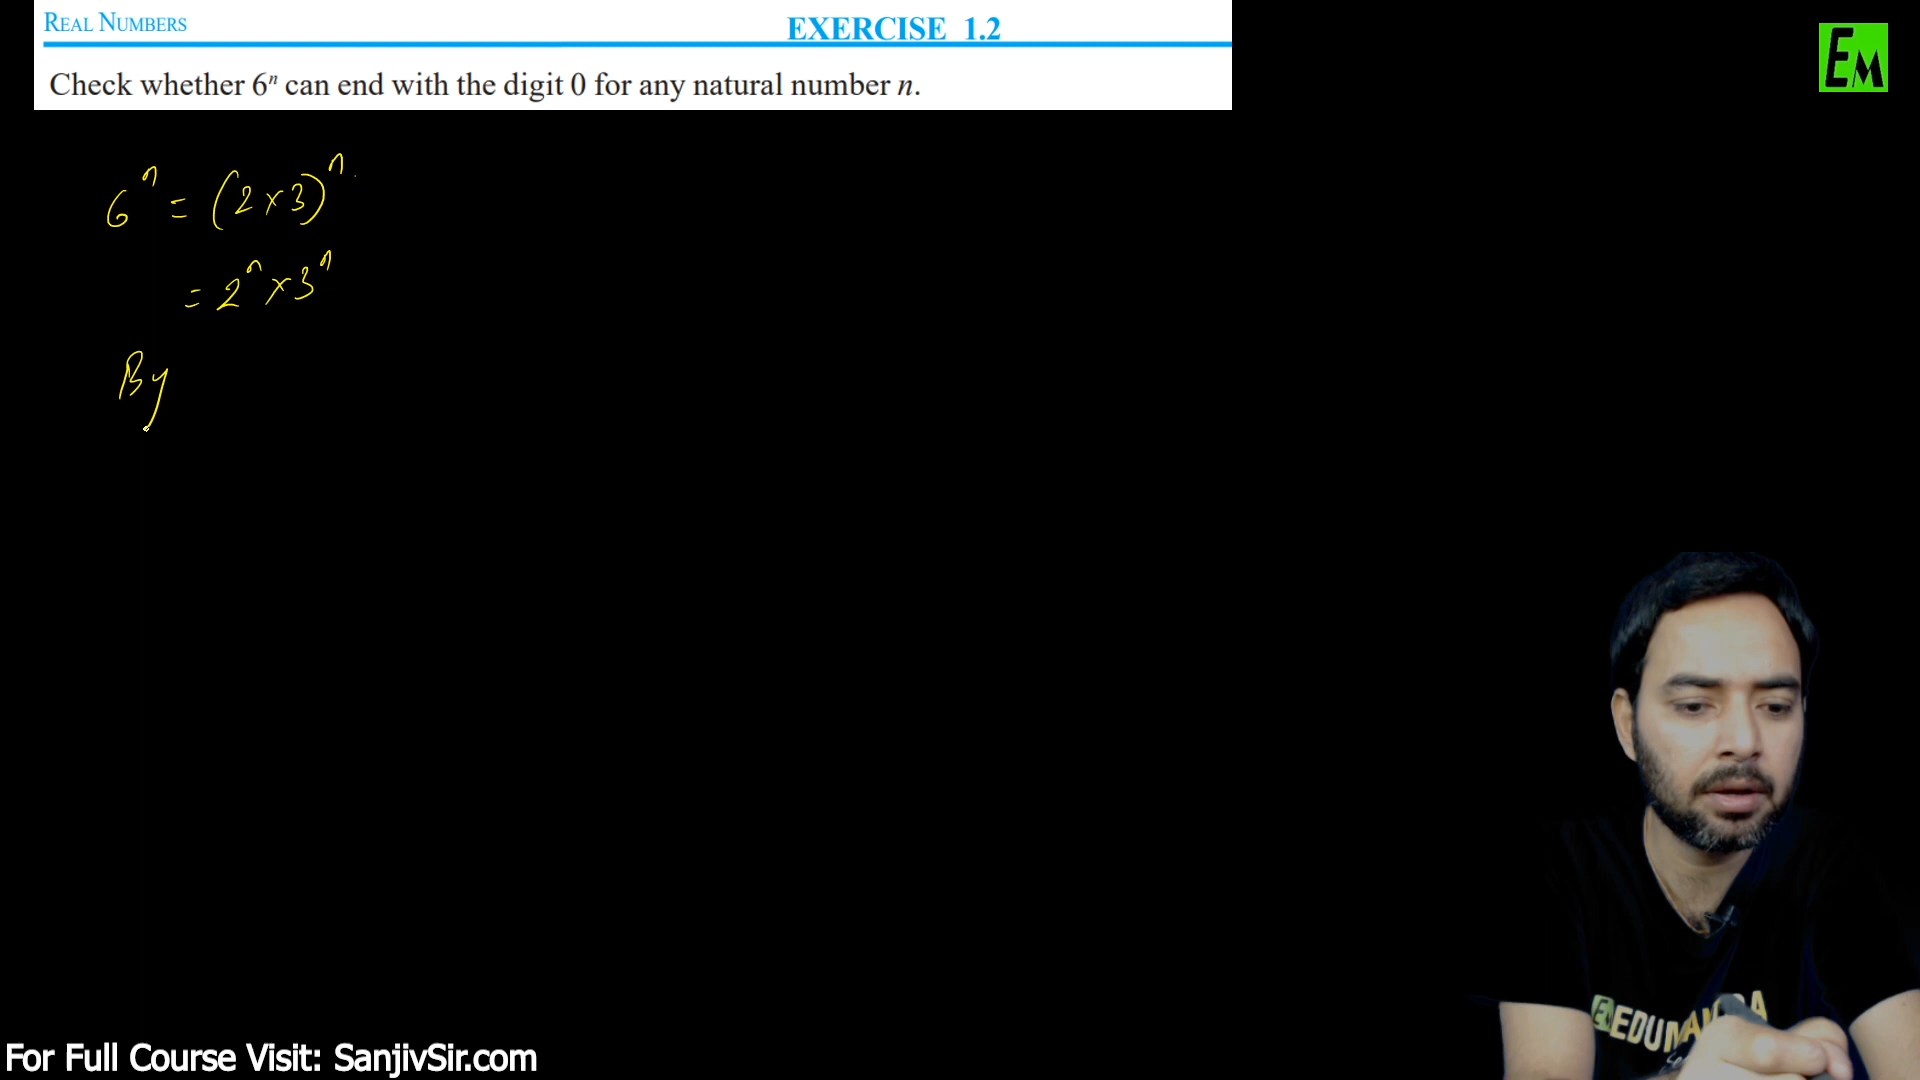 REAL NUMBERS
EXERCISE 1.2
EM
Check whether 6ⁿ can end with the digit 0 for any natural number n.
6ⁿ = (2×3)ⁿ
= 2ⁿ×3ⁿ
By
For Full Course Visit: SanjivSir.com